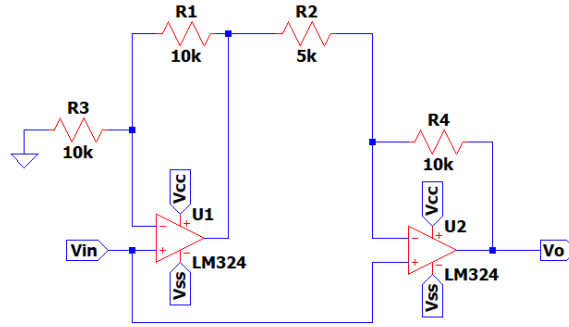 R1
10k
R2
5k
R3
10k
R4
10k
Vcc
U1
Vin
LM324
Vss
Vcc
U2
Vo
LM324
Vss